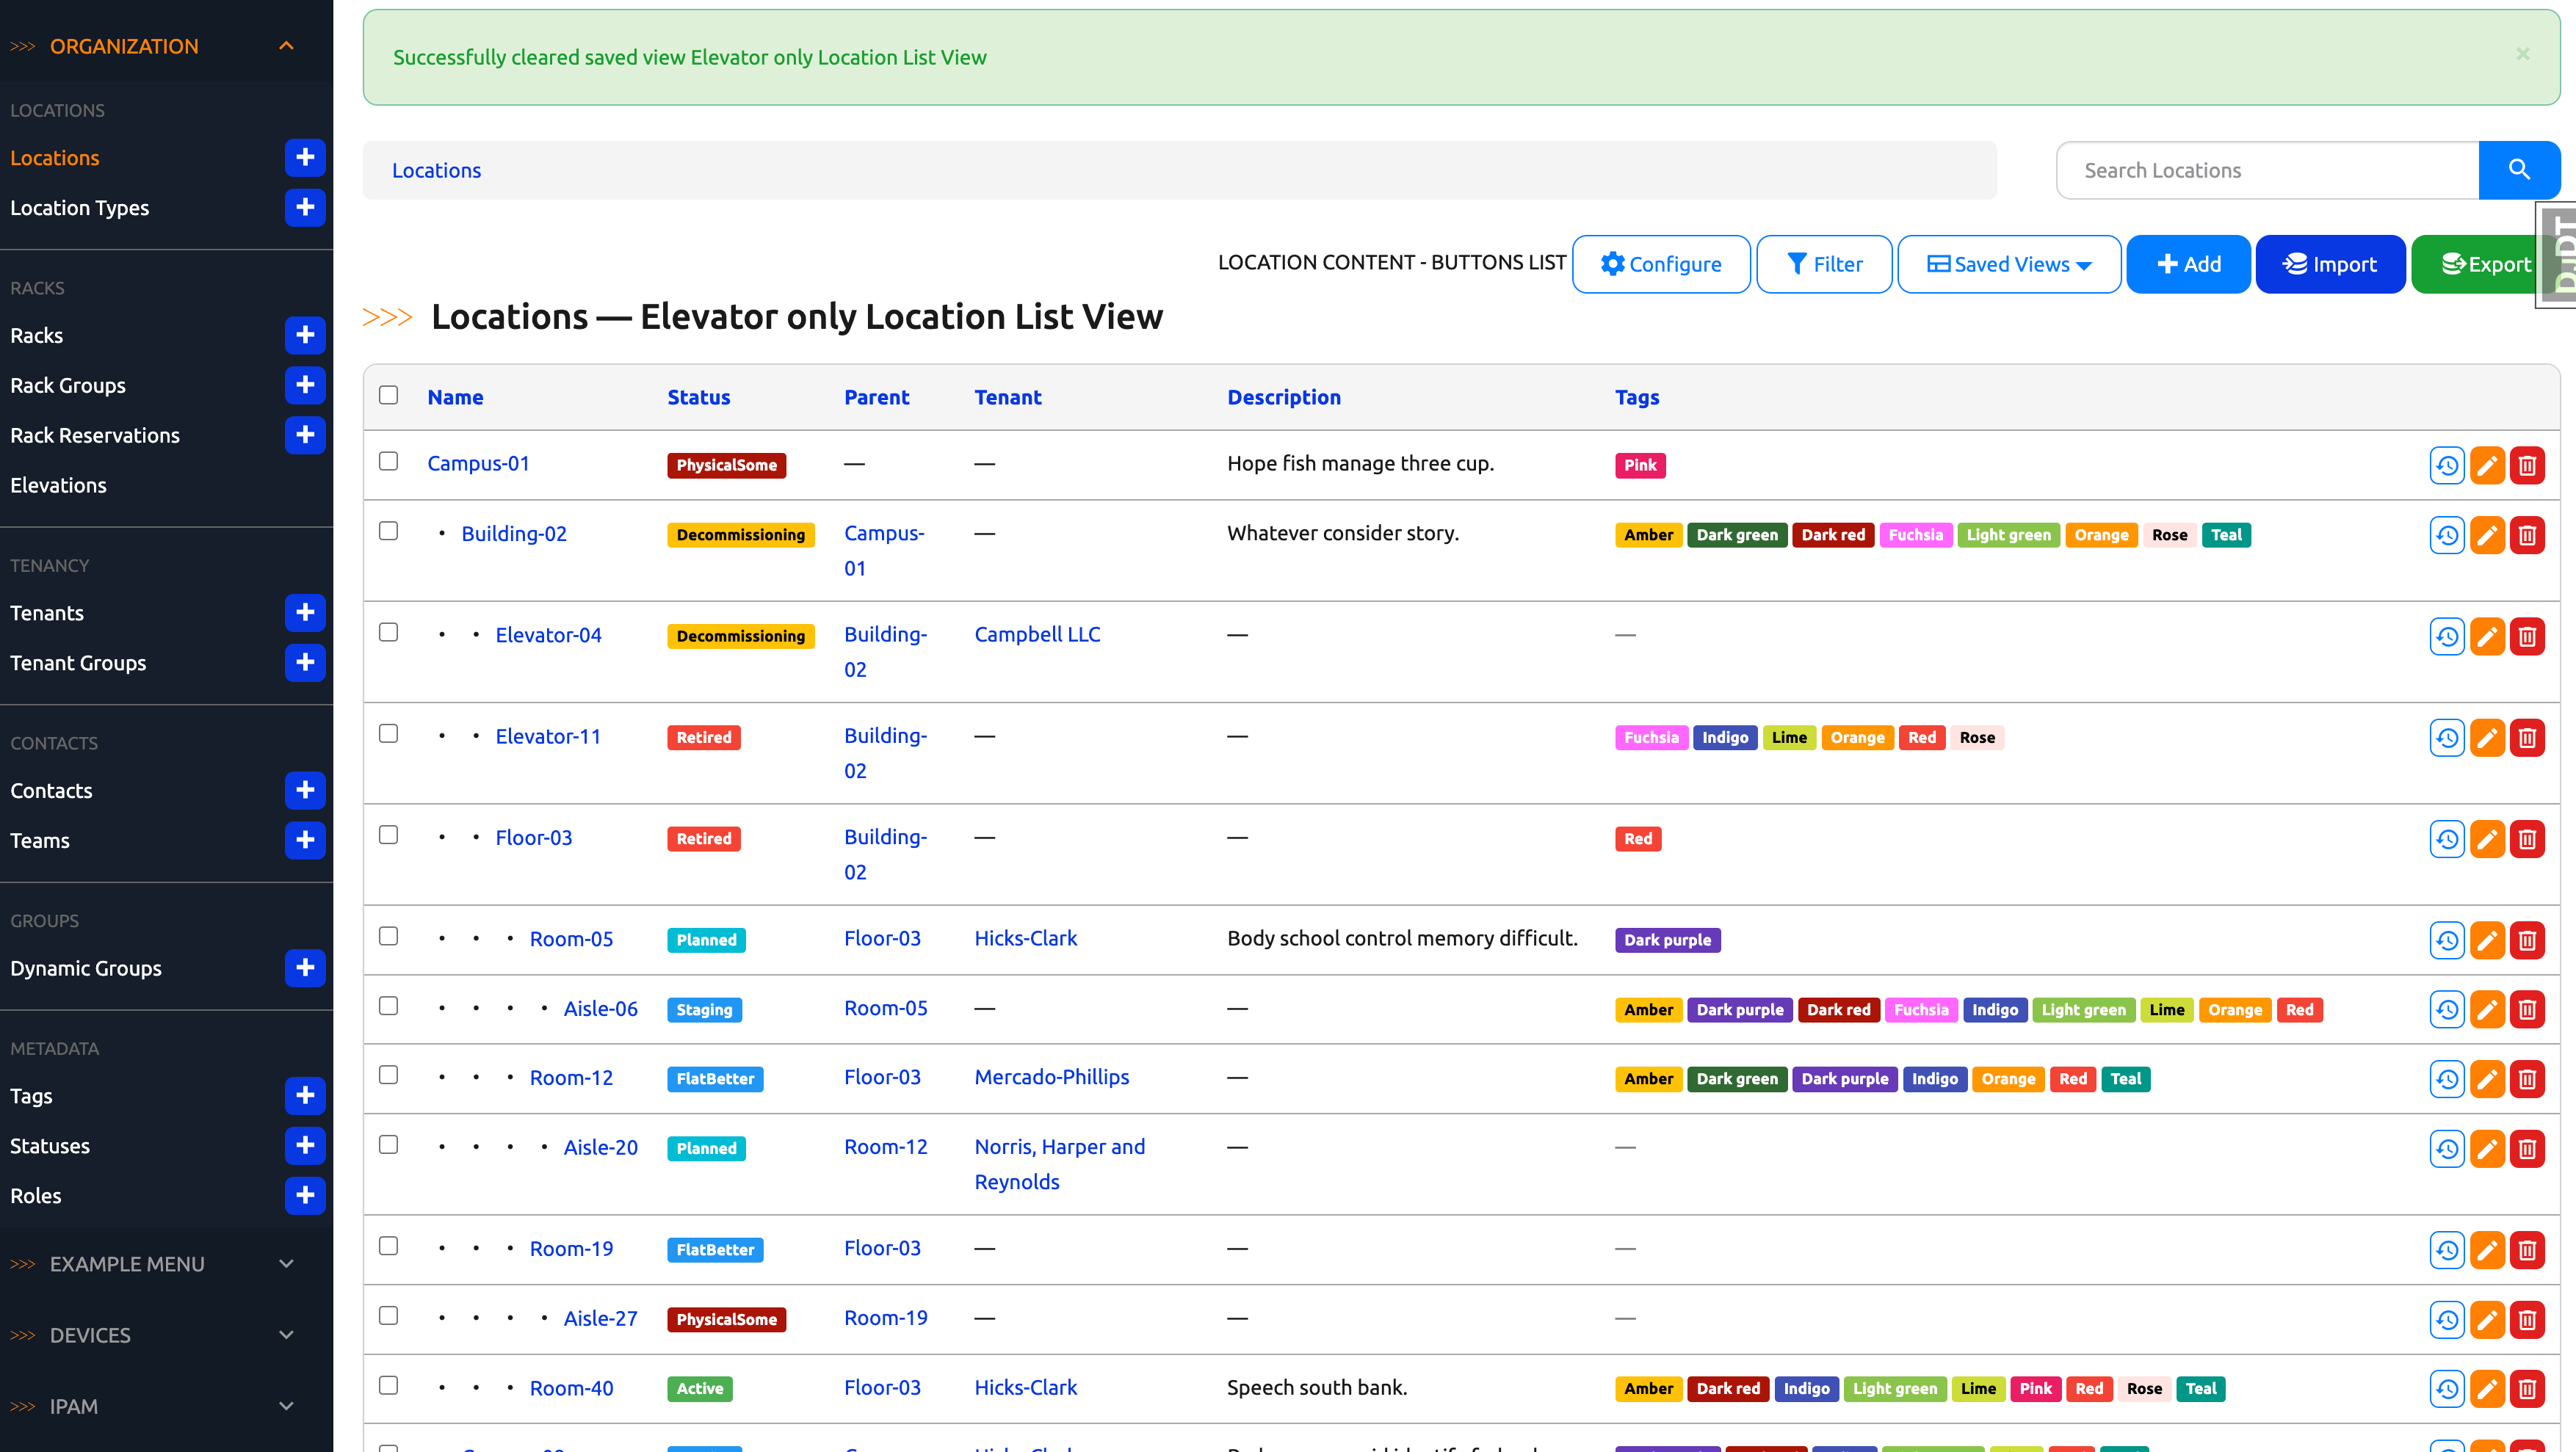 >>> ORGANIZATION
LOCATIONS
Locations
Location Types
RACKS
Racks
Rack Groups
Rack Reservations
Elevations
TENANCY
Tenants
Tenant Groups
CONTACTS
Contacts
Teams
GROUPS
Dynamic Groups
METADATA
Tags
Statuses
Roles
>>> EXAMPLE MENU
>>> DEVICES
>>> IPAM
Successfully cleared saved view Elevator only Location List View ×
Locations
Search Locations
DjDT
LOCATION CONTENT - BUTTONS LIST Configure Filter Saved Views Add Import Export
>>> Locations — Elevator only Location List View
Name Status Parent Tenant Description Tags
Campus-01 PhysicalSome — — Hope fish manage three cup. Pink
• Building-02 Decommissioning Campus- — Whatever consider story. Amber Dark green Dark red Fuchsia Light green Orange Rose Teal
01
• • Elevator-04 Decommissioning Building- Campbell LLC — —
02
• • Elevator-11 Retired Building- — — Fuchsia Indigo Lime Orange Red Rose
02
• • Floor-03 Retired Building- — — Red
02
• • • Room-05 Planned Floor-03 Hicks-Clark Body school control memory difficult. Dark purple
• • • • Aisle-06 Staging Room-05 — — Amber Dark purple Dark red Fuchsia Indigo Light green Lime Orange Red
• • • Room-12 FlatBetter Floor-03 Mercado-Phillips — Amber Dark green Dark purple Indigo Orange Red Teal
• • • • Aisle-20 Planned Room-12 Norris, Harper and — —
Reynolds
• • • Room-19 FlatBetter Floor-03 — — —
• • • • Aisle-27 PhysicalSome Room-19 — — —
• • • Room-40 Active Floor-03 Hicks-Clark Speech south bank. Amber Dark red Indigo Light green Lime Pink Red Rose Teal